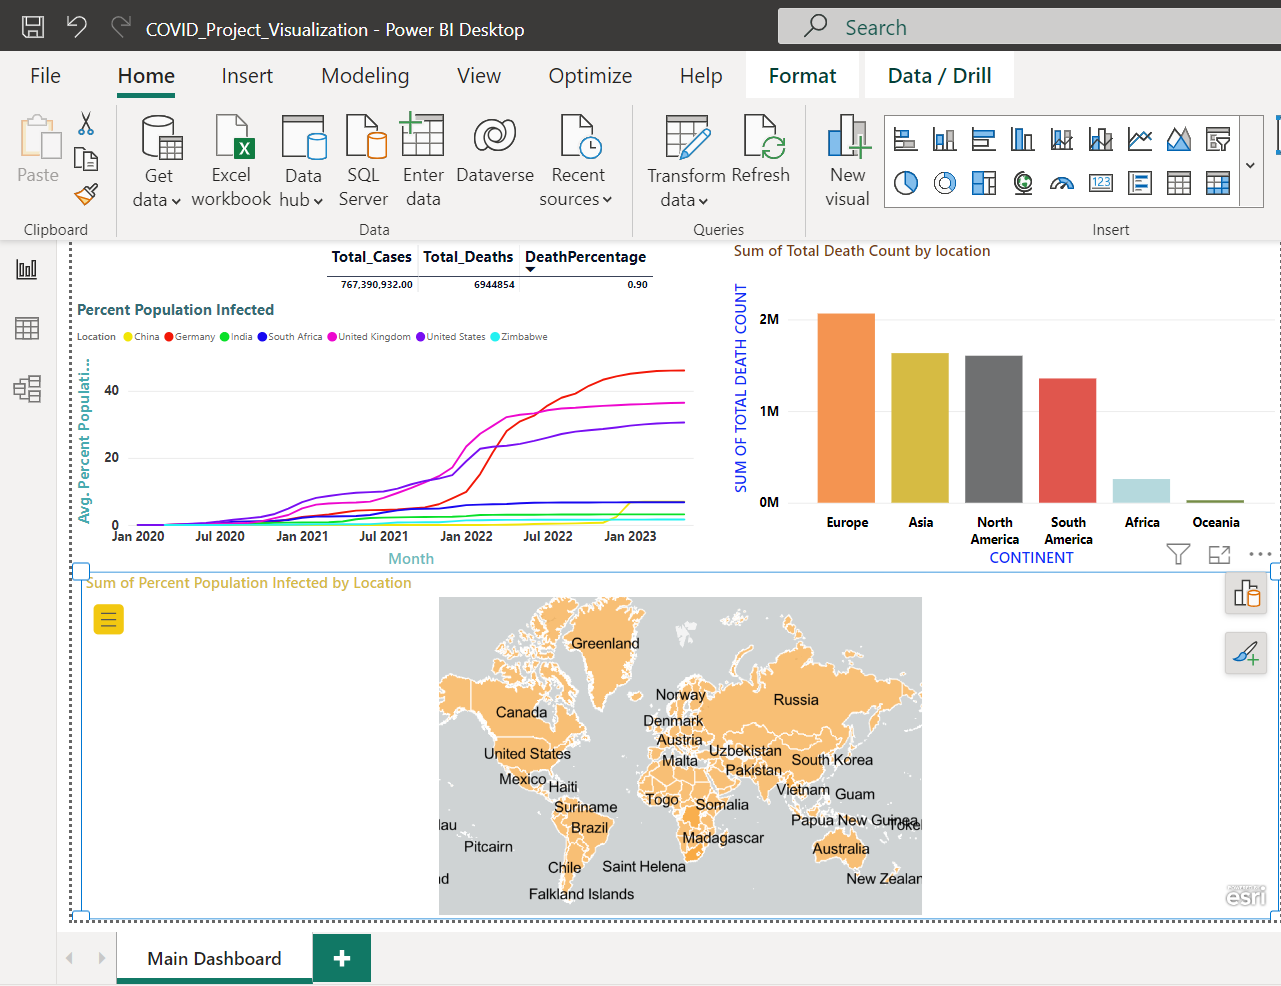 COVID_Project_Visualization - Power BI Desktop
Search
File Home Insert Modeling View Optimize Help Format Data / Drill
Paste
Get data
Excel workbook
Data hub
SQL Server
Enter data
Dataverse
Recent sources
Transform data
Refresh
New visual
123
Clipboard Data Queries Insert
Total_Cases Total_Deaths DeathPercentage
767,390,932.00 6944854 0.90
Percent Population Infected
Location China Germany India South Africa United Kingdom United States Zimbabwe
Avg. Percent Populati...
40
20
0
Jan 2020 Jul 2020 Jan 2021 Jul 2021 Jan 2022 Jul 2022 Jan 2023
Month
Sum of Total Death Count by location
SUM OF TOTAL DEATH COUNT
2M
1M
0M
Europe Asia North America South America Africa Oceania
CONTINENT
Sum of Percent Population Infected by Location
Greenland
Norway
Russia
Canada
Denmark
Austria
United States
Uzbekistan
Malta
South Korea
Pakistan
Mexico
Haiti
Vietnam
Guam
Togo
Somalia
Suriname
Papua New Guinea
Toke
lau
Brazil
Madagascar
Pitcairn
Australia
Chile
Saint Helena
nd
New Zealan
Falkland Islands
esri
Main Dashboard